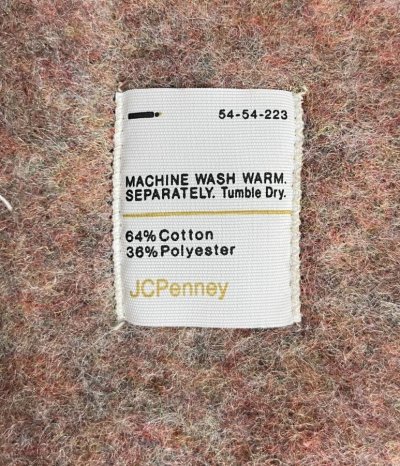 54-54-223
MACHINE WASH WARM.
SEPARATELY. Tumble Dry.
64% Cotton
36% Polyester
JCPenney